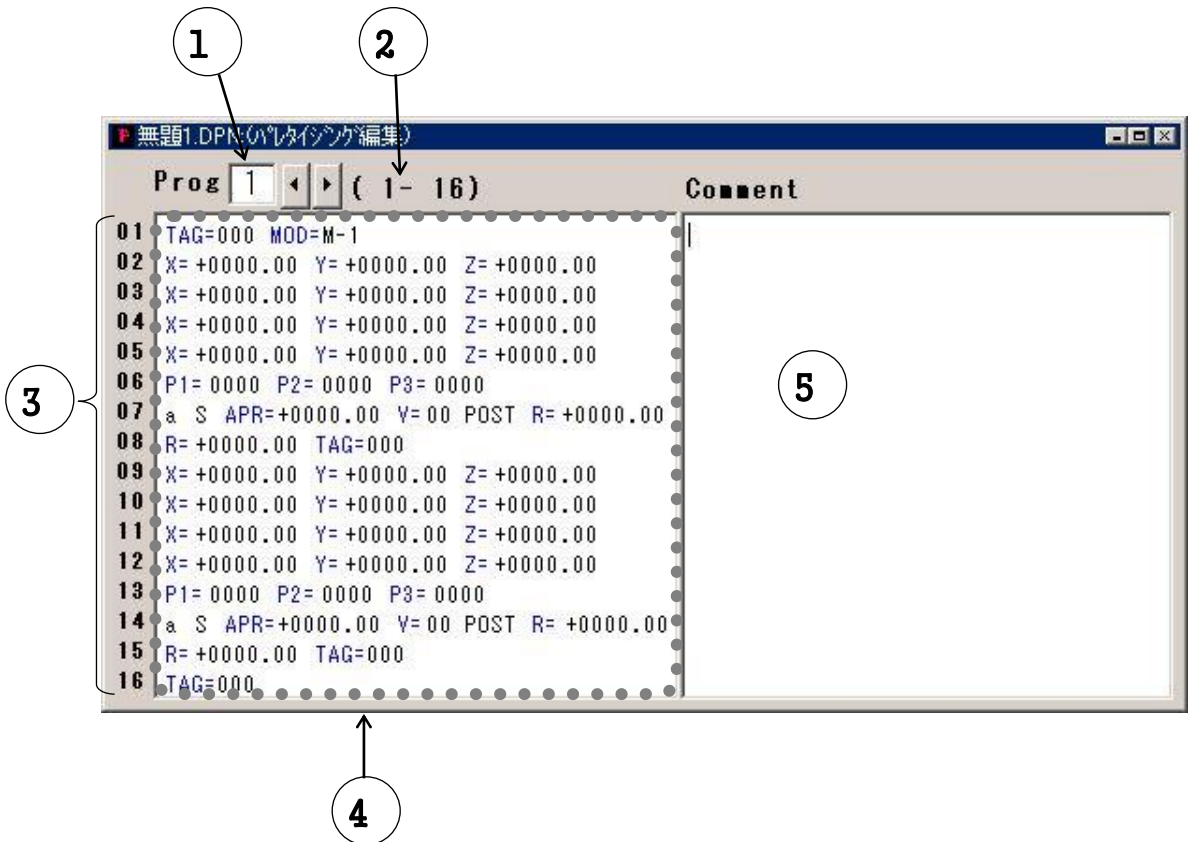 1 2
無題1.DPN:(パレタイジング編集)
Prog 1 ( 1- 16) Comment
01 TAG=000 MOD=M-1
02 X= +0000.00 Y= +0000.00 Z= +0000.00
03 X= +0000.00 Y= +0000.00 Z= +0000.00
04 X= +0000.00 Y= +0000.00 Z= +0000.00
05 X= +0000.00 Y= +0000.00 Z= +0000.00
06 P1= 0000 P2= 0000 P3= 0000
07 a S APR=+0000.00 V= 00 POST R= +0000.00
08 R= +0000.00 TAG=000
09 X= +0000.00 Y= +0000.00 Z= +0000.00
10 X= +0000.00 Y= +0000.00 Z= +0000.00
11 X= +0000.00 Y= +0000.00 Z= +0000.00
12 X= +0000.00 Y= +0000.00 Z= +0000.00
13 P1= 0000 P2= 0000 P3= 0000
14 a S APR=+0000.00 V= 00 POST R= +0000.00
15 R= +0000.00 TAG=000
16 TAG=000
3
5
4